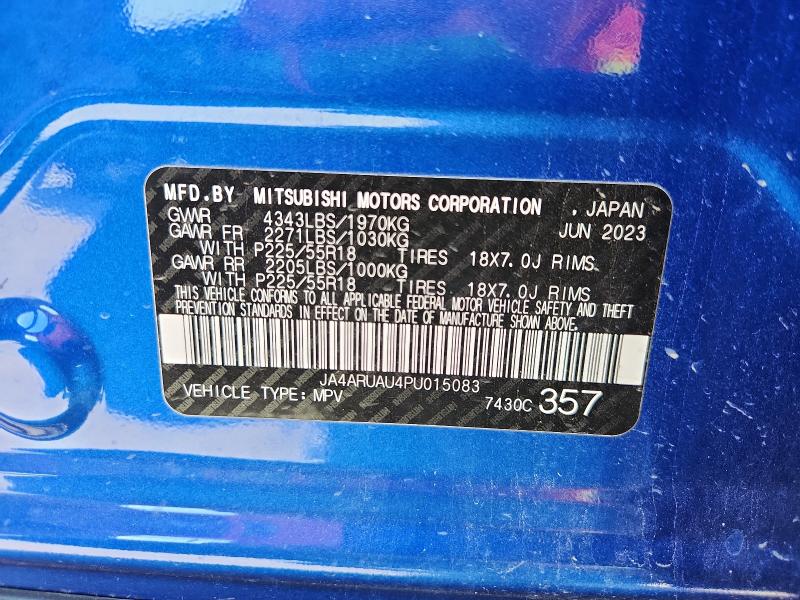 MFD.BY MITSUBISHI MOTORS CORPORATION , JAPAN
GVWR 4343LBS/1970KG JUN 2023
GAWR FR 2271LBS/1030KG
WITH P225/55R18 TIRES 18X7.0J RIMS
GAWR RR 2205LBS/1000KG
WITH P225/55R18 TIRES 18X7.0J RIMS
THIS VEHICLE CONFORMS TO ALL APPLICABLE FEDERAL MOTOR VEHICLE SAFETY AND THEFT
PREVENTION STANDARDS IN EFFECT ON THE DATE OF MANUFACTURE SHOWN ABOVE.
JA4ARUAU4PU015083
VEHICLE TYPE: MPV 7430C 357